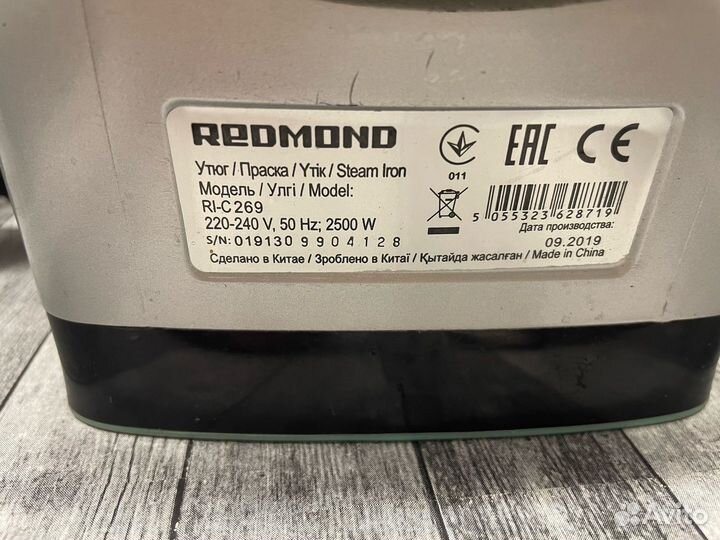 REDMOND
Утюг / Праска / Үтік / Steam Iron
Модель / Үлгі / Model:
RI-C 269
220-240 V, 50 Hz; 2500 W
S/N: 019130 9904128
Сделано в Китае / Зроблено в Китаї / Қытайда жасалған / Made in China
011
EAC CE
5 055323 628719
Дата производства:
09.2019
Avito